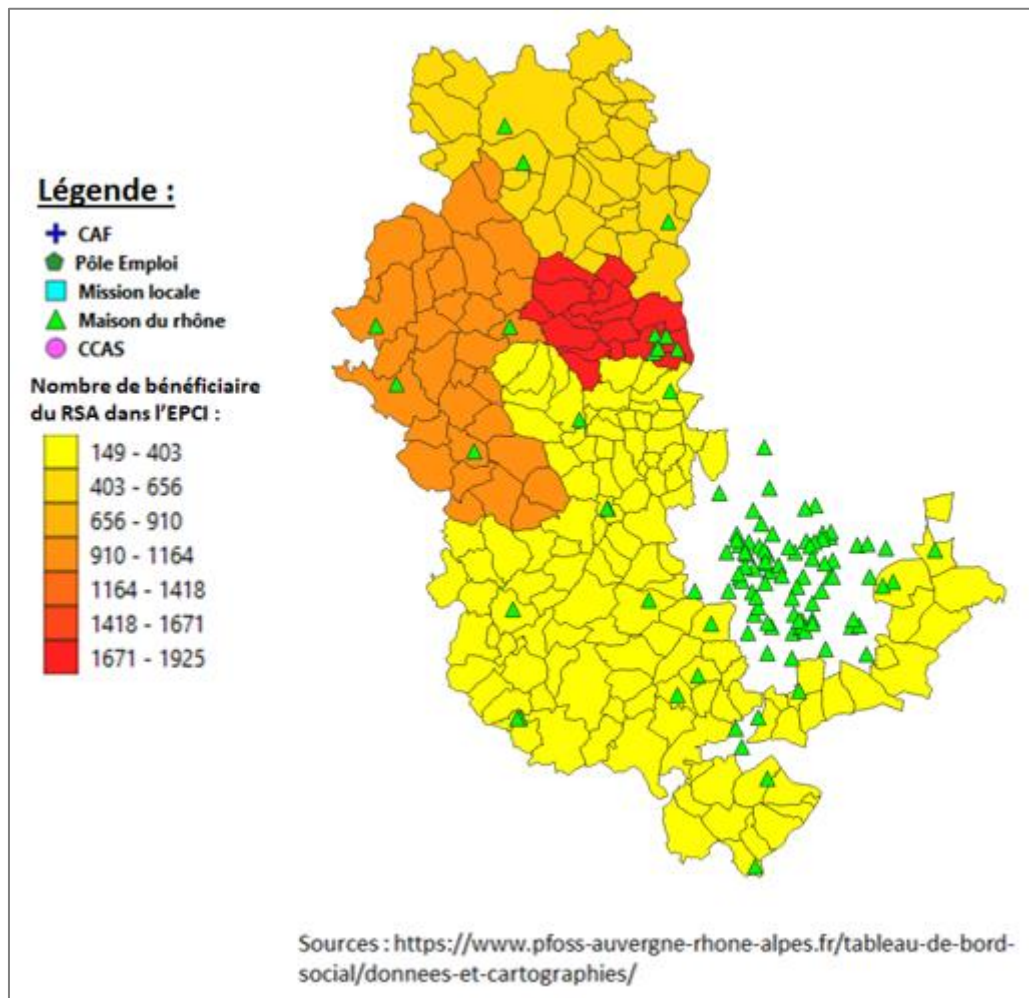 Légende :
CAF
Pôle Emploi
Mission locale
Maison du rhône
CCAS
Nombre de bénéficiaire
du RSA dans l'EPCI :
149 - 403
403 - 656
656 - 910
910 - 1164
1164 - 1418
1418 - 1671
1671 - 1925
Sources : https://www.pfoss-auvergne-rhone-alpes.fr/tableau-de-bord-
social/donnees-et-cartographies/